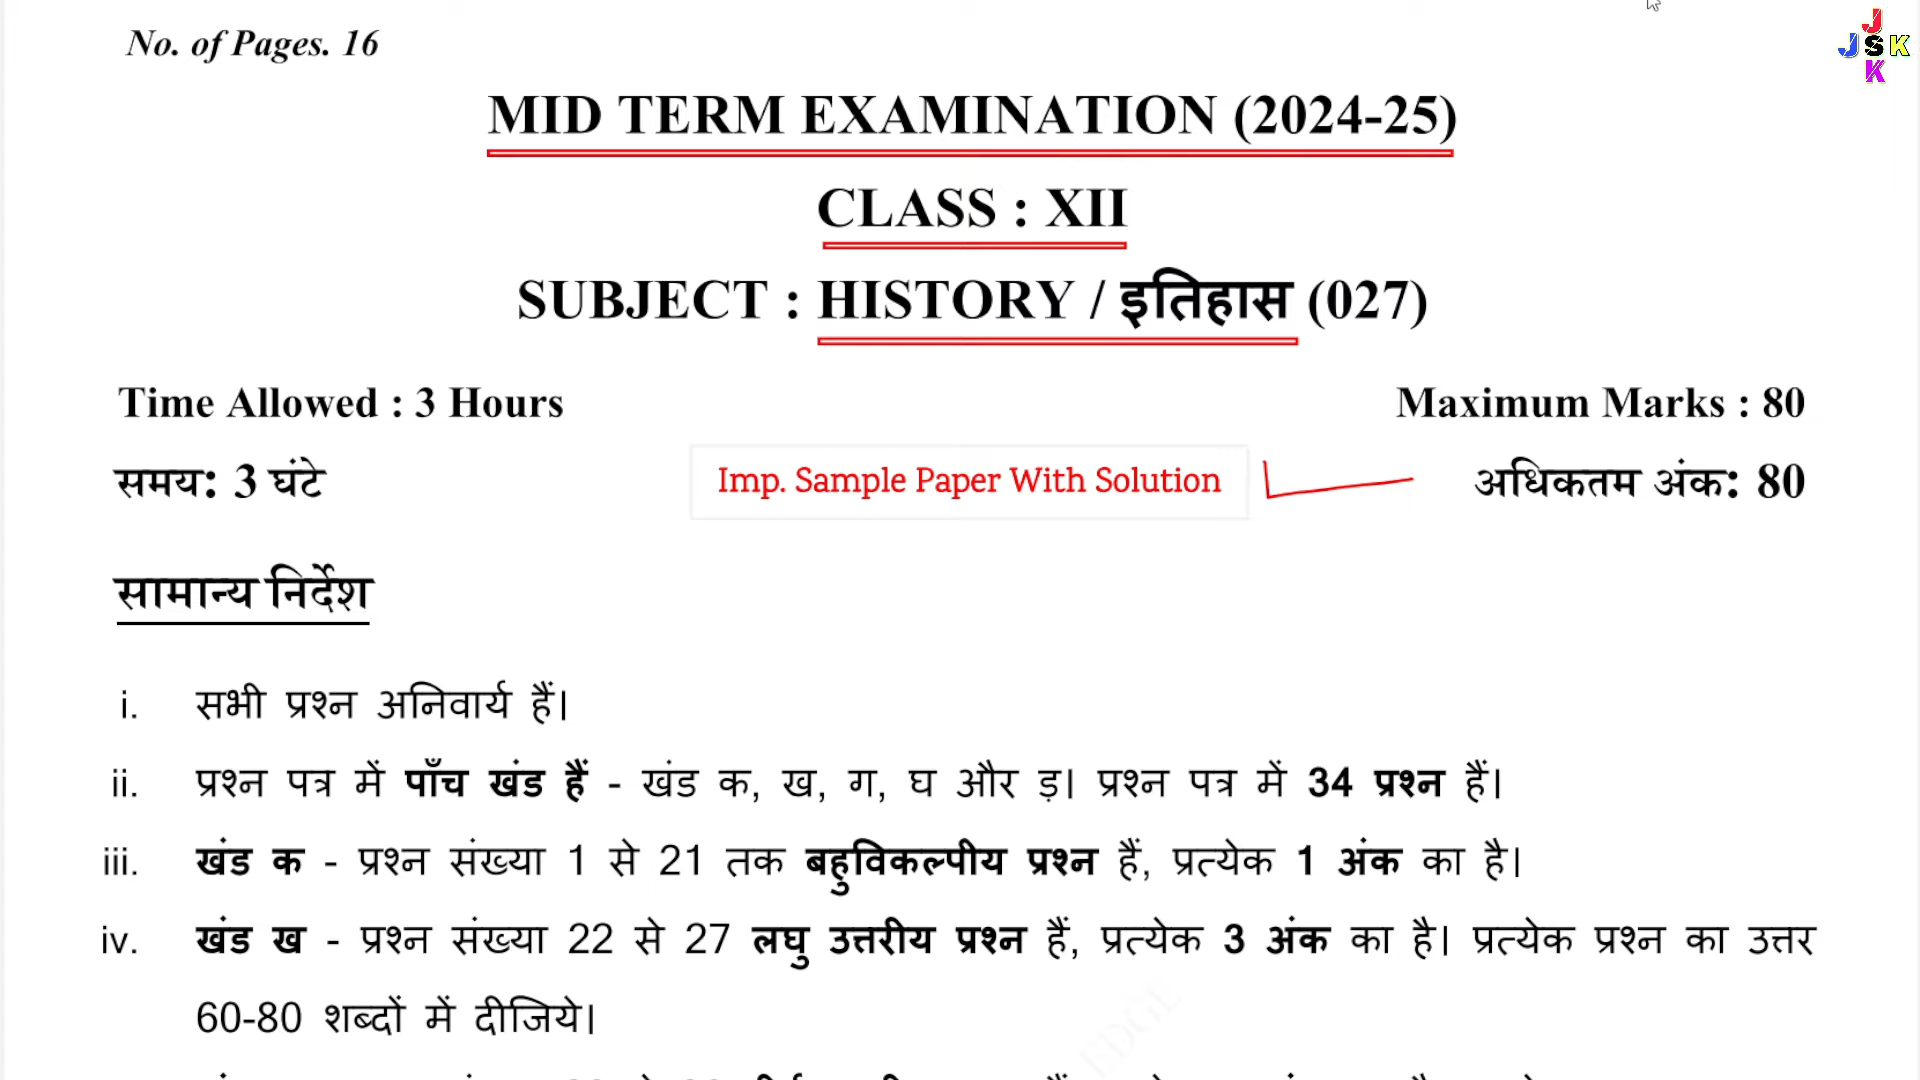 No. of Pages. 16
J
JSK
K
MID TERM EXAMINATION (2024-25)
CLASS : XII
SUBJECT : HISTORY / इतिहास (027)
Time Allowed : 3 Hours Maximum Marks : 80
समय: 3 घंटे Imp. Sample Paper With Solution अधिकतम अंक: 80
सामान्य निर्देश
i. सभी प्रश्न अनिवार्य हैं।
ii. प्रश्न पत्र में पाँच खंड हैं - खंड क, ख, ग, घ और ड़। प्रश्न पत्र में 34 प्रश्न हैं।
iii. खंड क - प्रश्न संख्या 1 से 21 तक बहुविकल्पीय प्रश्न हैं, प्रत्येक 1 अंक का है।
iv. खंड ख - प्रश्न संख्या 22 से 27 लघु उत्तरीय प्रश्न हैं, प्रत्येक 3 अंक का है। प्रत्येक प्रश्न का उत्तर
60-80 शब्दों में दीजिये।
EDGE